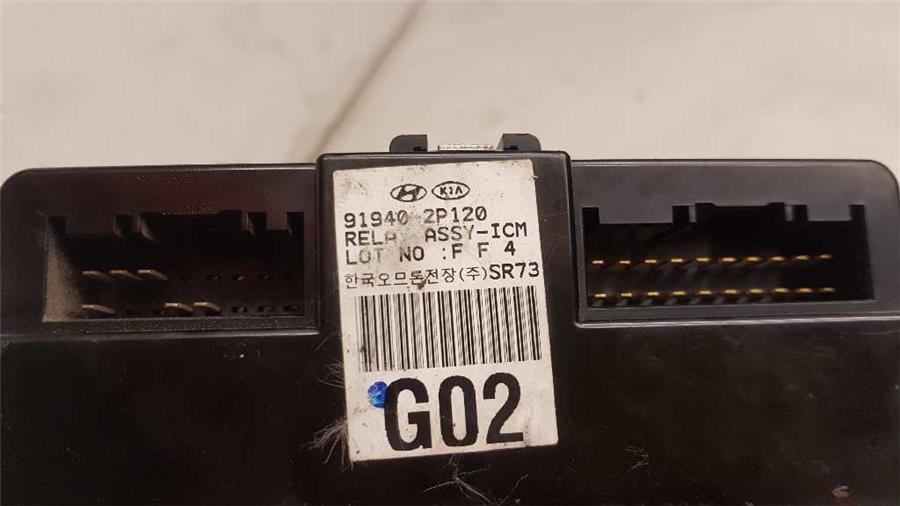 KIA
91940-2P120
RELAY ASSY-ICM
LOT NO :F F 4
한국오므론전장(주)SR73
G02